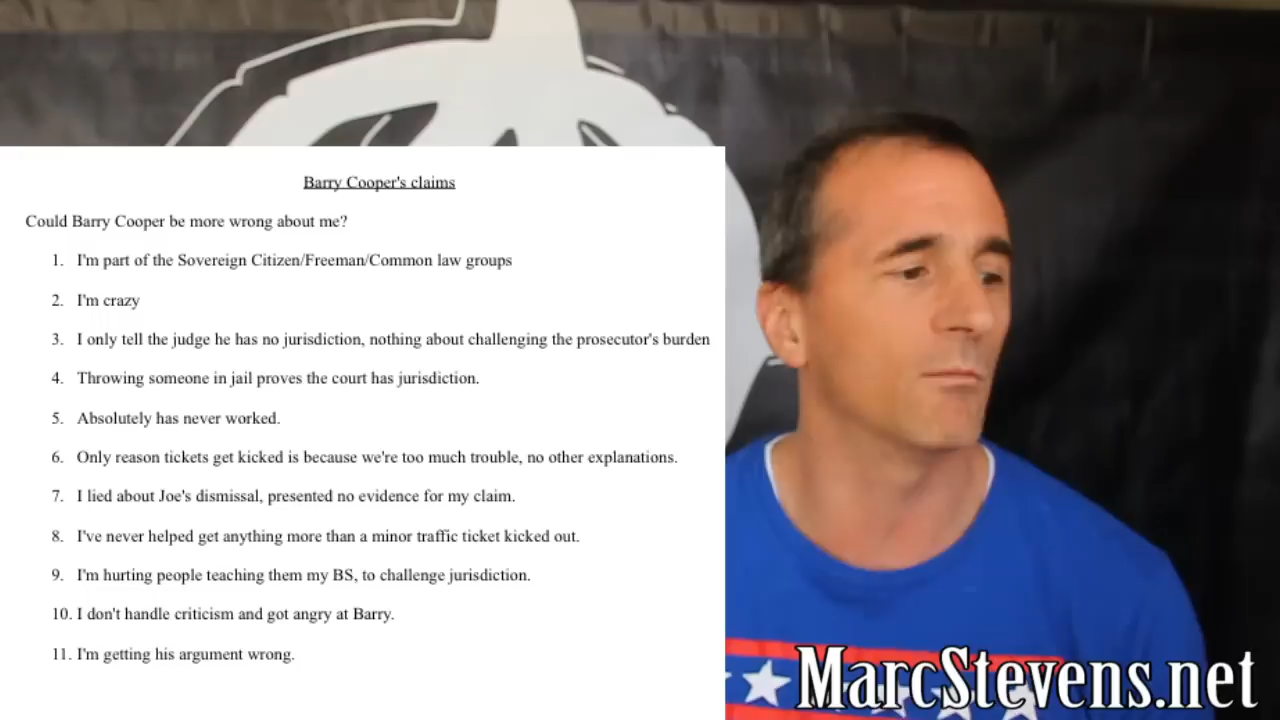 Barry Cooper's claims
Could Barry Cooper be more wrong about me?
1. I'm part of the Sovereign Citizen/Freeman/Common law groups
2. I'm crazy
3. I only tell the judge he has no jurisdiction, nothing about challenging the prosecutor's burden
4. Throwing someone in jail proves the court has jurisdiction.
5. Absolutely has never worked.
6. Only reason tickets get kicked is because we're too much trouble, no other explanations.
7. I lied about Joe's dismissal, presented no evidence for my claim.
8. I've never helped get anything more than a minor traffic ticket kicked out.
9. I'm hurting people teaching them my BS, to challenge jurisdiction.
10. I don't handle criticism and got angry at Barry.
11. I'm getting his argument wrong.
MarcStevens.net